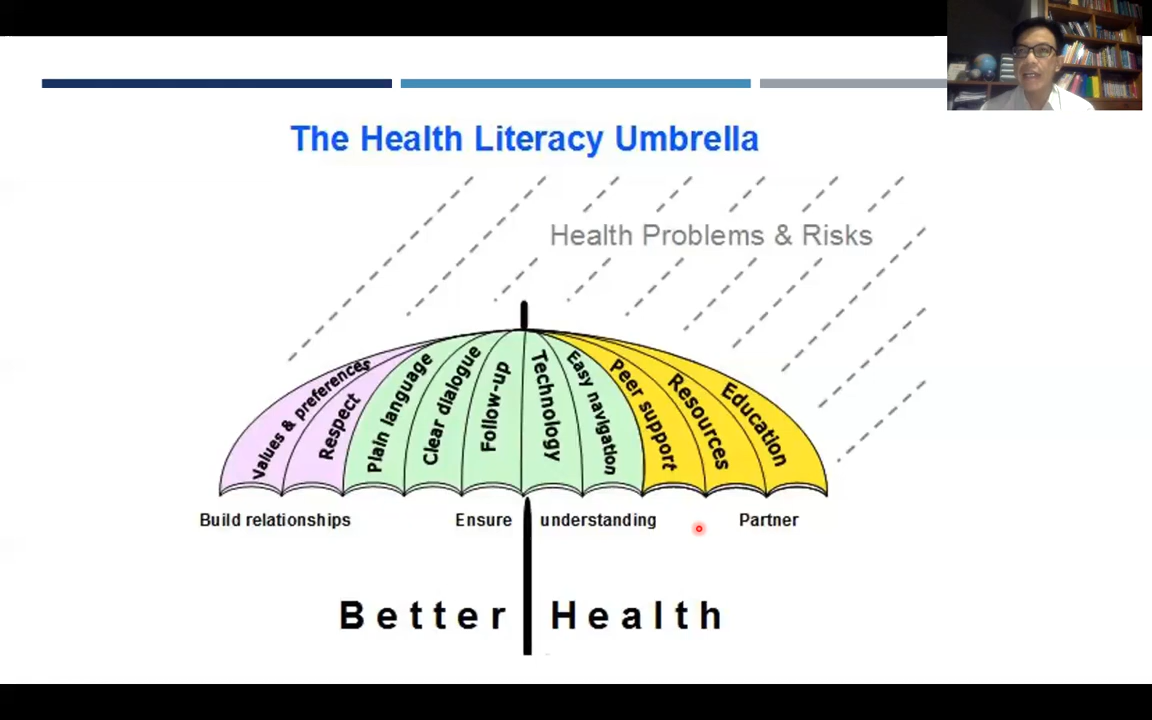 The Health Literacy Umbrella
Health Problems & Risks
Values & preferences
Respect
Plain language
Clear dialogue
Follow-up
Technology
Easy navigation
Peer support
Resources
Education
Build relationships
Ensure understanding
Partner
Better Health